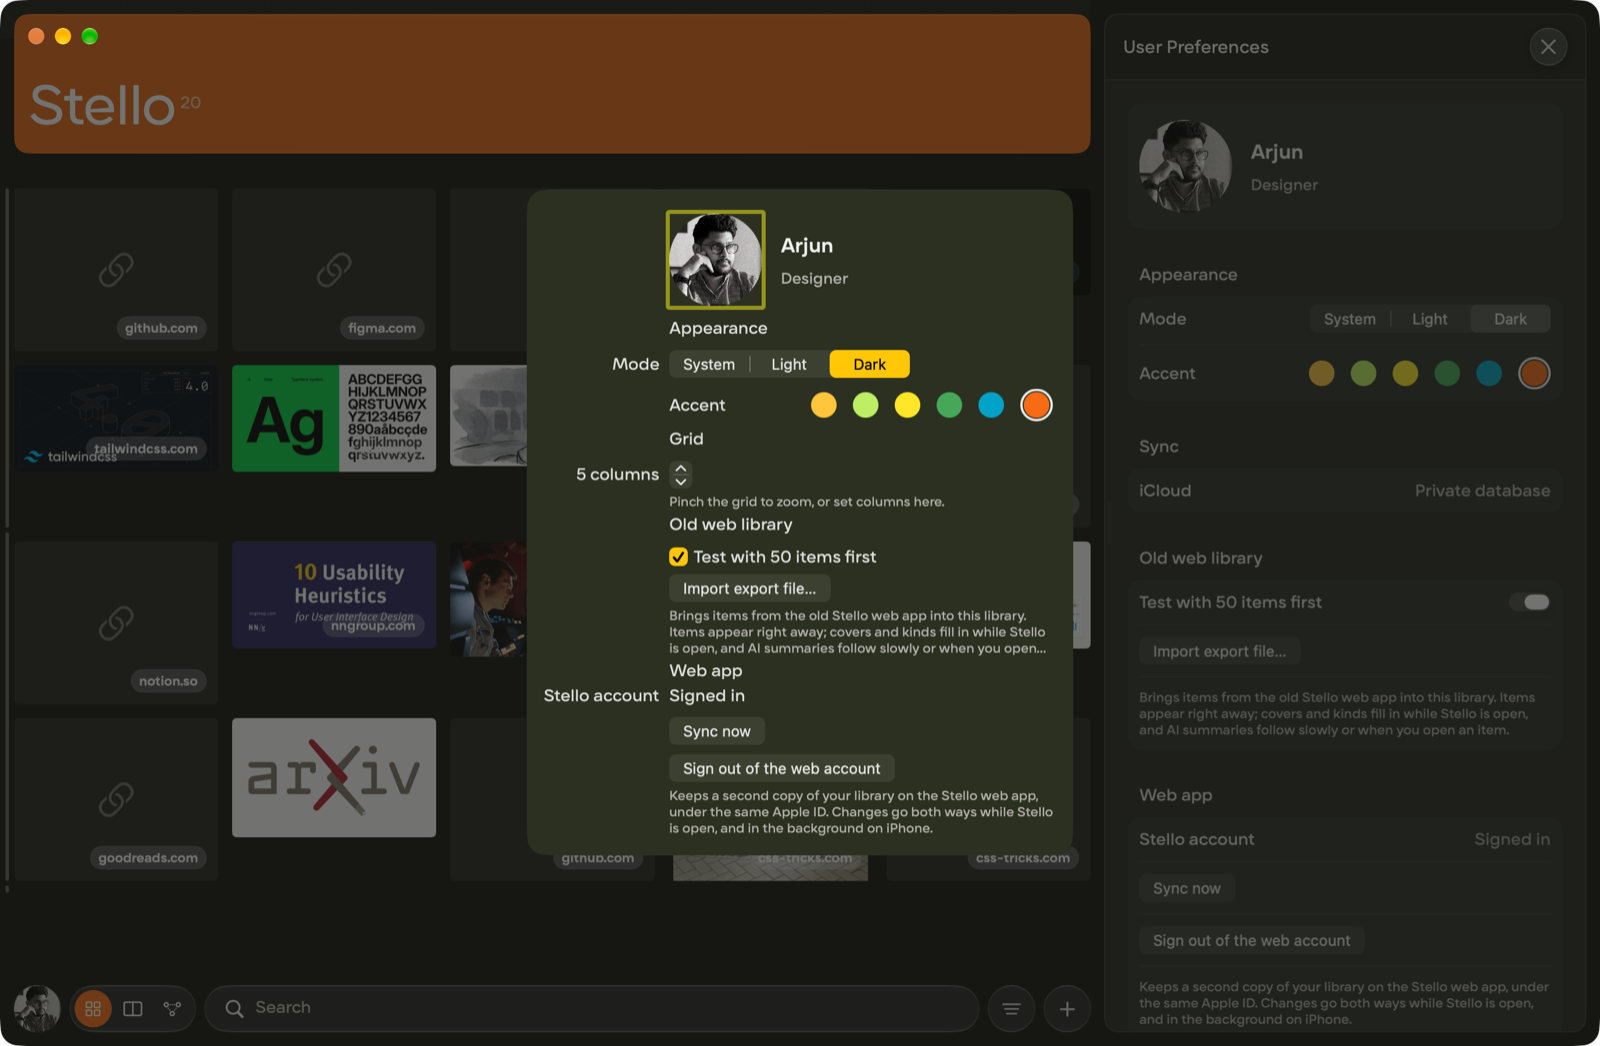 Stello 20
github.com
figma.com
4.0
tailwindcss
tailwindcss.com
Ag
ABCDEFGG
HIJKLMNOP
QRSTUVWX
YZ1234567
890aåbcçde
fghijklmnop
qrstuvwxyz.
notion.so
10 Usability
Heuristics
for User Interface Design
NN/g
nngroup.com
goodreads.com
arXiv
github.com
css-tricks.com
css-tricks.com
Search
Arjun
Designer
Appearance
Mode System Light Dark
Accent
Grid
5 columns
Pinch the grid to zoom, or set columns here.
Old web library
Test with 50 items first
Import export file...
Brings items from the old Stello web app into this library.
Items appear right away; covers and kinds fill in while Stello
is open, and AI summaries follow slowly or when you open...
Web app
Stello account Signed in
Sync now
Sign out of the web account
Keeps a second copy of your library on the Stello web app,
under the same Apple ID. Changes go both ways while Stello
is open, and in the background on iPhone.
User Preferences
Arjun
Designer
Appearance
Mode System Light Dark
Accent
Sync
iCloud Private database
Old web library
Test with 50 items first
Import export file...
Brings items from the old Stello web app into this library. Items
appear right away; covers and kinds fill in while Stello is open,
and AI summaries follow slowly or when you open an item.
Web app
Stello account Signed in
Sync now
Sign out of the web account
Keeps a second copy of your library on the Stello web app, under
the same Apple ID. Changes go both ways while Stello is open,
and in the background on iPhone.